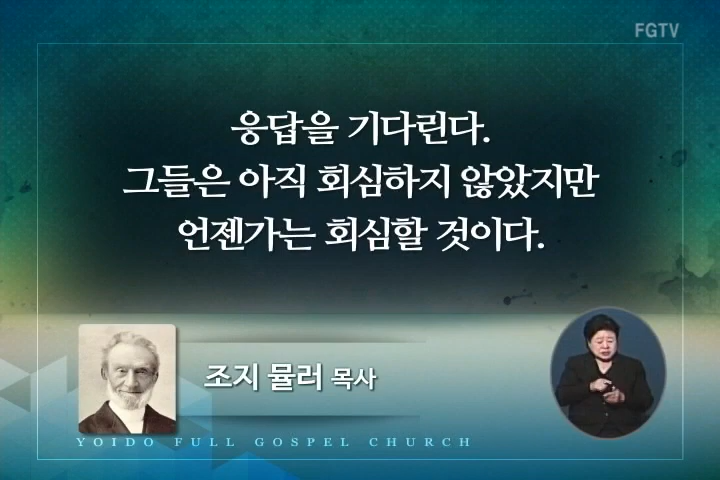 FGTV
응답을 기다린다.
그들은 아직 회심하지 않았지만
언젠가는 회심할 것이다.
조지 뮬러 목사
YOIDO FULL GOSPEL CHURCH